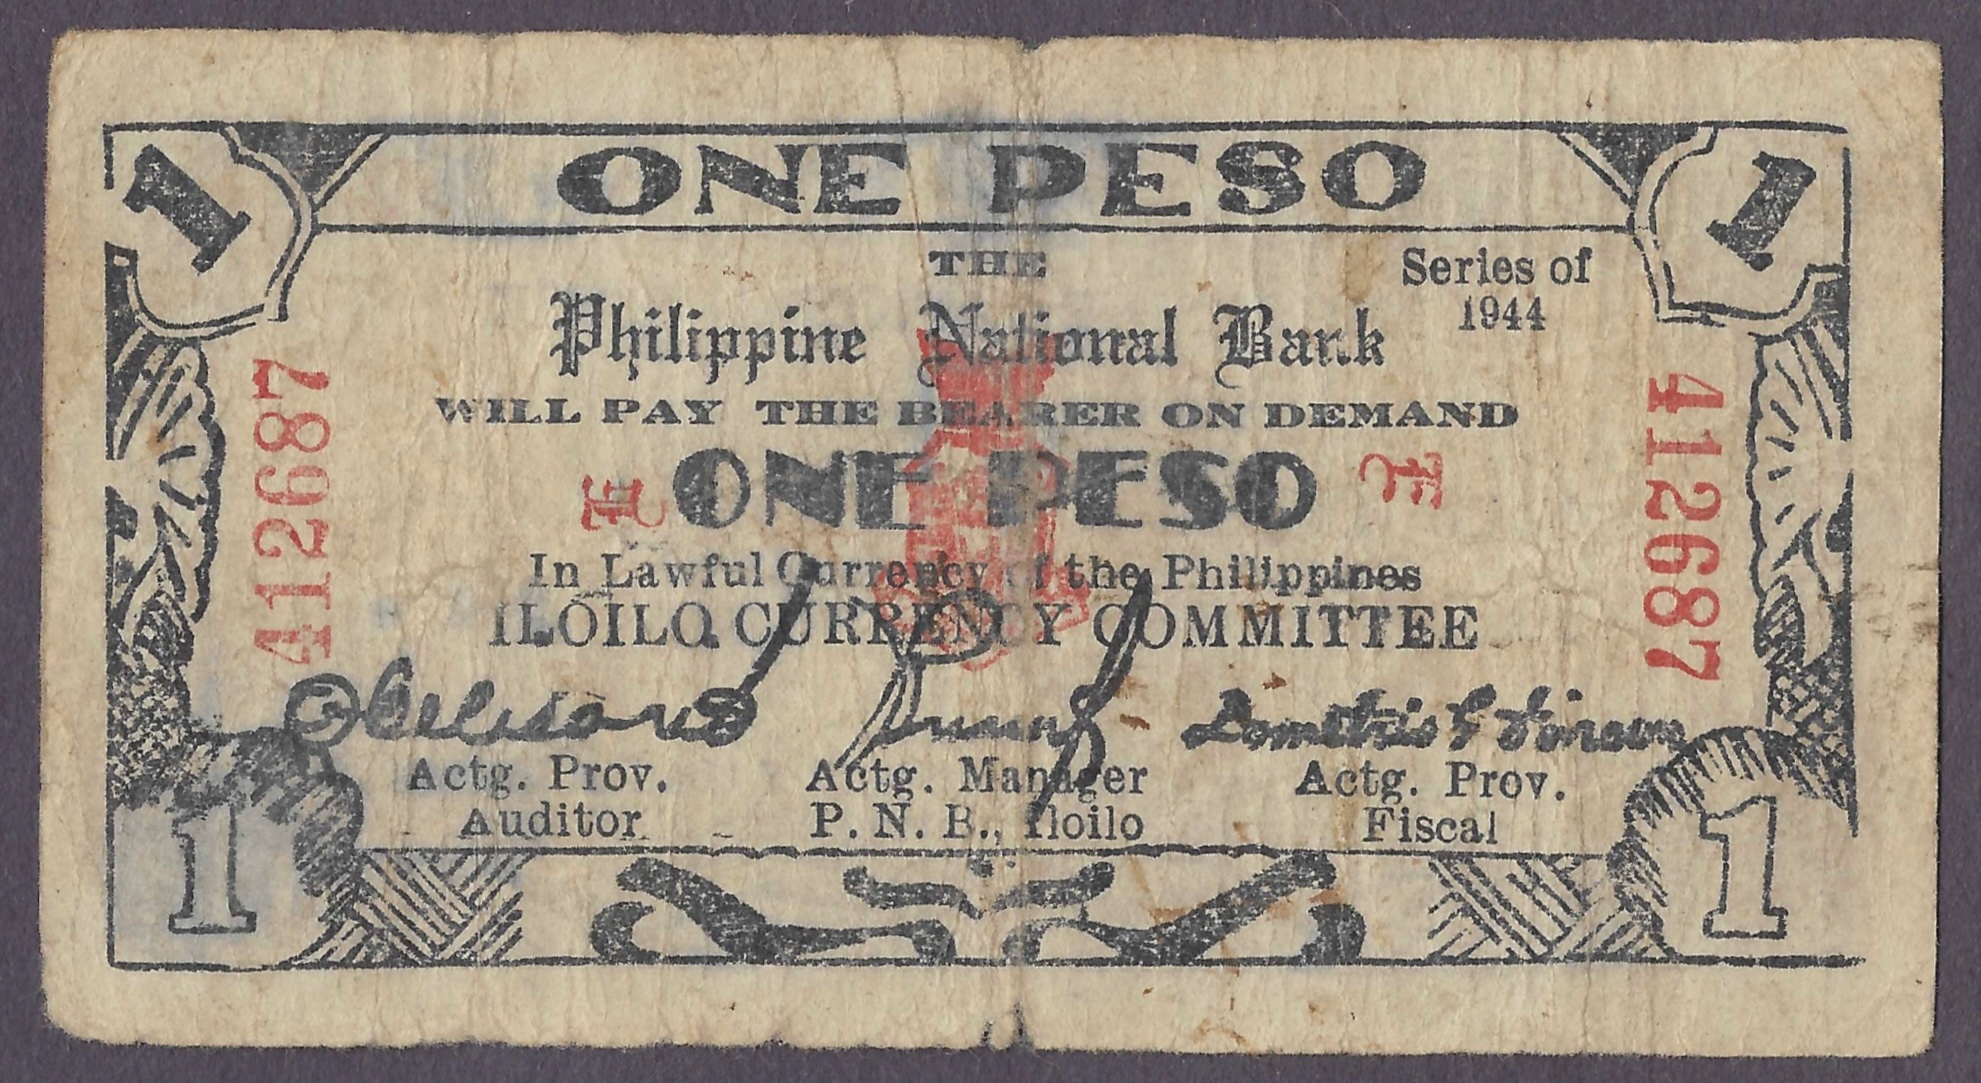 1 ONE PESO 1
THE
Series of
1944
Philippine National Bank
WILL PAY THE BEARER ON DEMAND
412687
E ONE PESO E
412687
In Lawful Currency of the Philippines
ILOILO CURRENCY COMMITTEE
Actg. Prov.
Auditor
Actg. Manager
P. N. B., Iloilo
Actg. Prov.
Fiscal
1 1